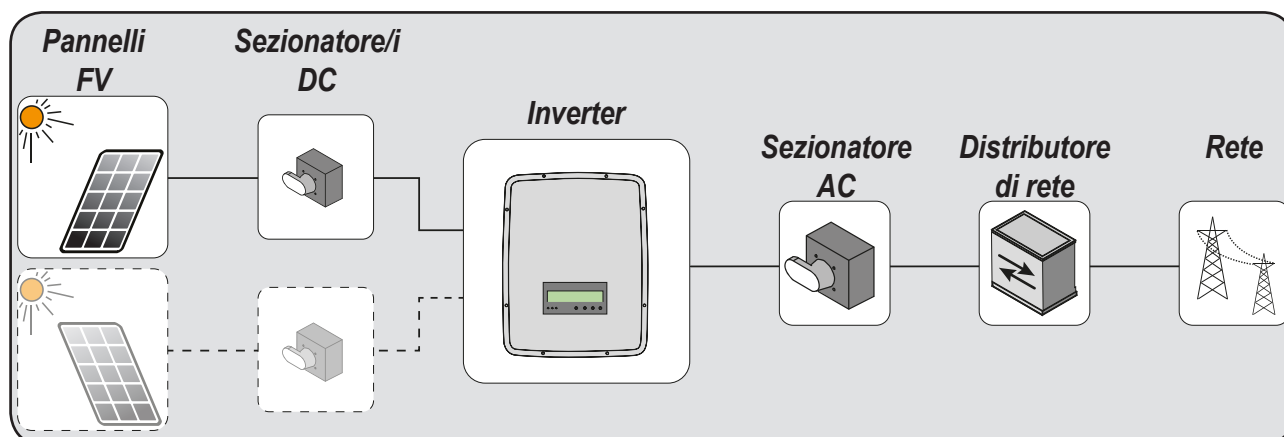 Pannelli
FV
Sezionatore/i
DC
Inverter
Sezionatore
AC
Distributore
di rete
Rete